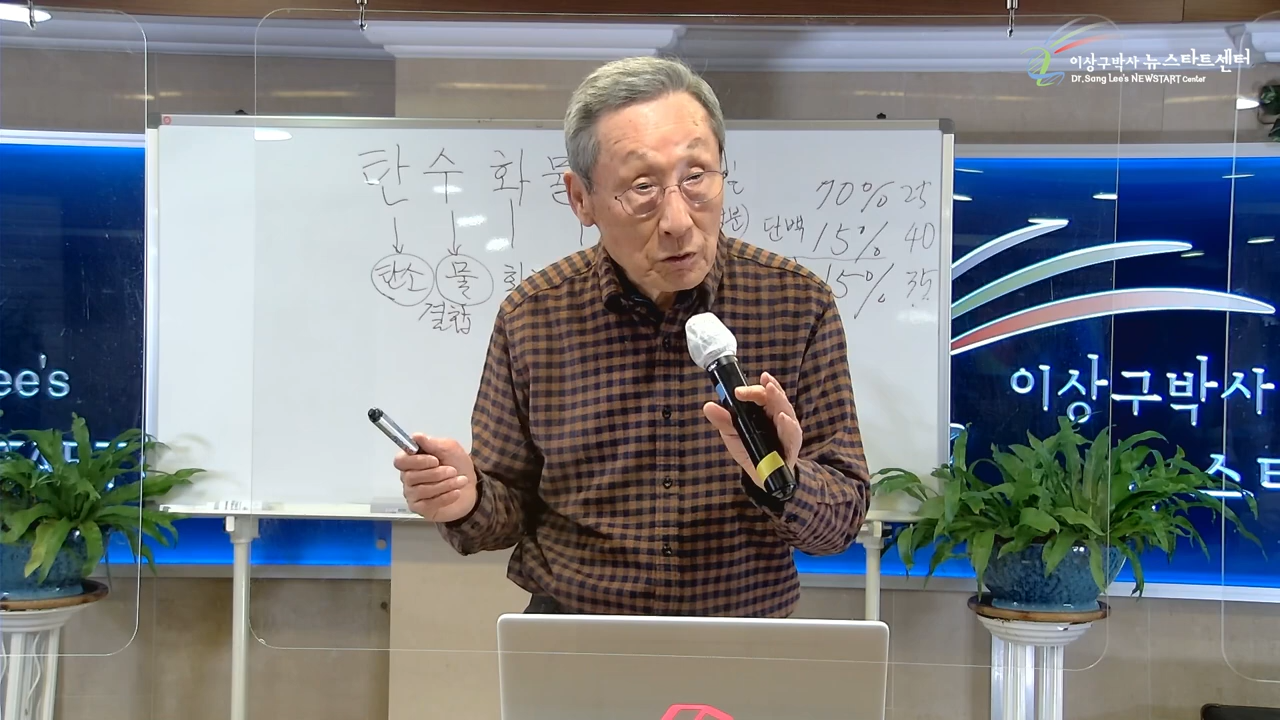 이상구박사 뉴스타트센터
Dr. Sang Lee's NEWSTART Center
탄수화물
70% 25
단백 15% 40
15% 35
탄소 물
결합
ee's
이상구박사
스타